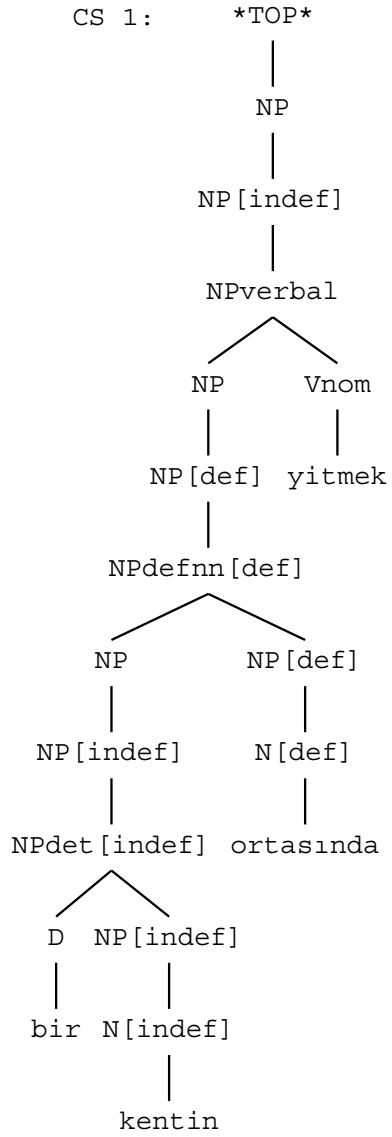 CS 1: *TOP*
NP
NP[indef]
NPverbal
NP Vnom
NP[def] yitmek
NPdefnn[def]
NP NP[def]
NP[indef] N[def]
NPdet[indef] ortasında
D NP[indef]
bir N[indef]
kentin